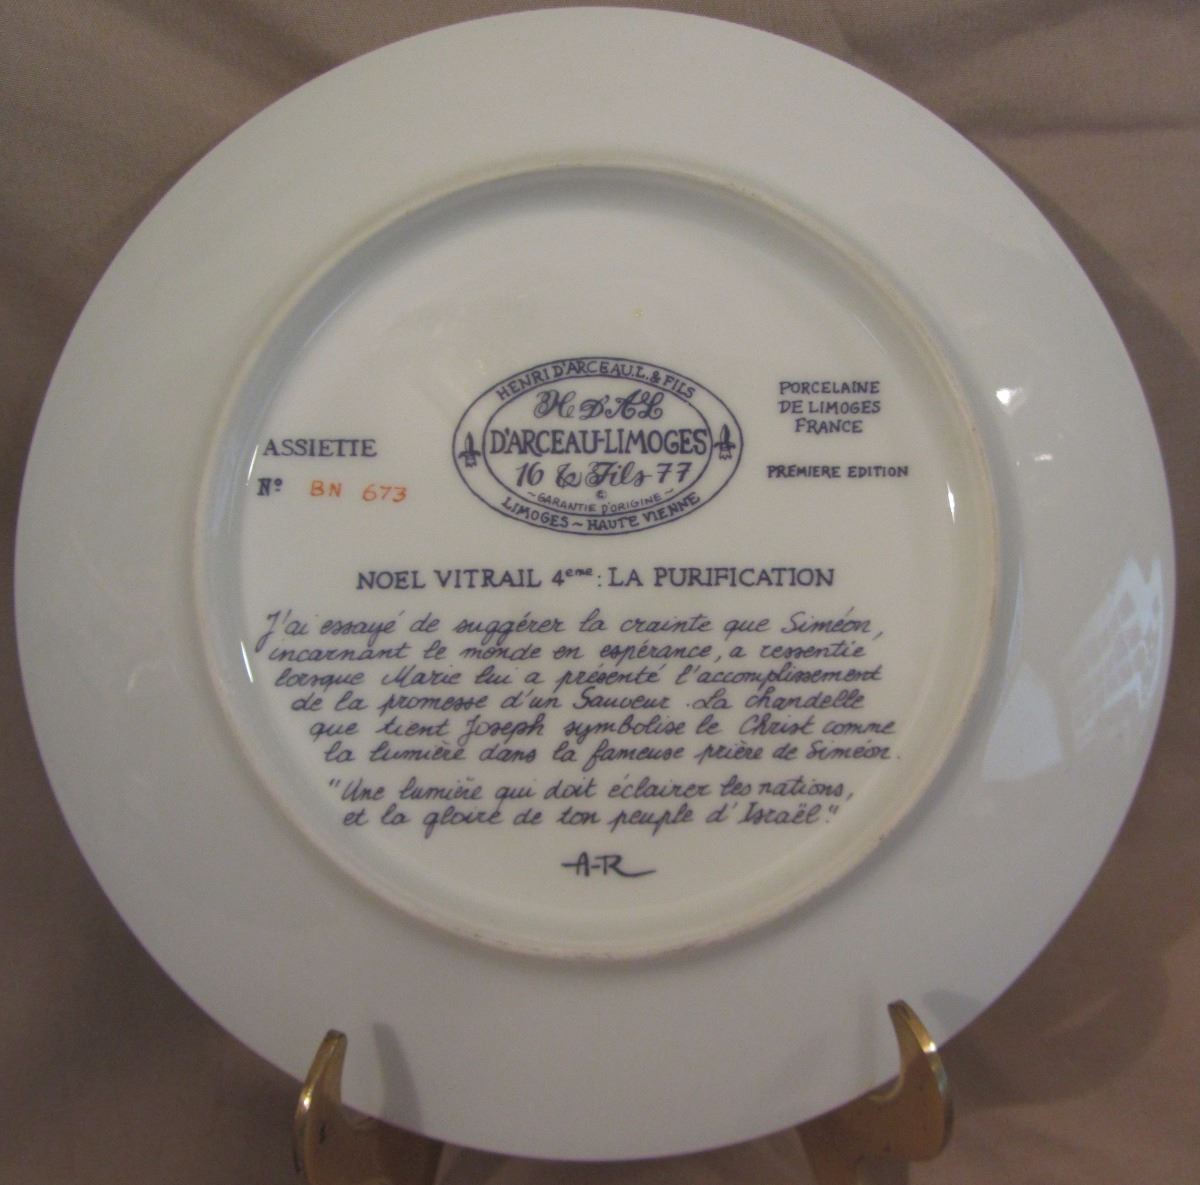 HENRI D'ARCEAU.L. & FILS
H D'AL
D'ARCEAU-LIMOGES
16 & Fils 77
©
~GARANTIE D'ORIGINE~
LIMOGES ~ HAUTE VIENNE
PORCELAINE
DE LIMOGES
FRANCE
ASSIETTE
PREMIERE EDITION
Nº BN 673
NOEL VITRAIL 4eme: LA PURIFICATION
J'ai essayé de suggérer la crainte que Siméon,
incarnant le monde en espérance, a ressentie
lorsque Marie lui a présenté l'accomplissement
de la promesse d'un Sauveur. La chandelle
que tient Joseph symbolise le Christ comme
la lumière dans la fameuse prière de Siméon.
"Une lumière qui doit éclairer les nations,
et la gloire de ton peuple d'Israël."
A-R